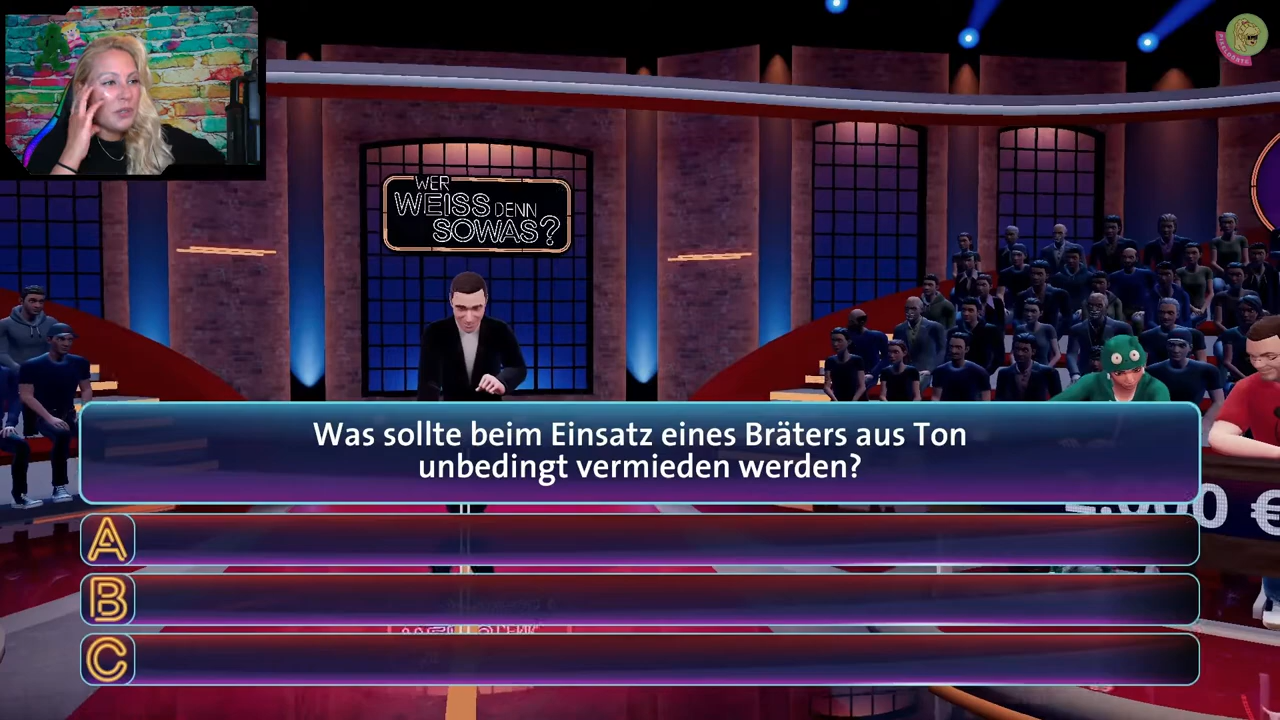 WER
WEISS DENN
SOWAS?
Was sollte beim Einsatz eines Bräters aus Ton
unbedingt vermieden werden?
A
B
C